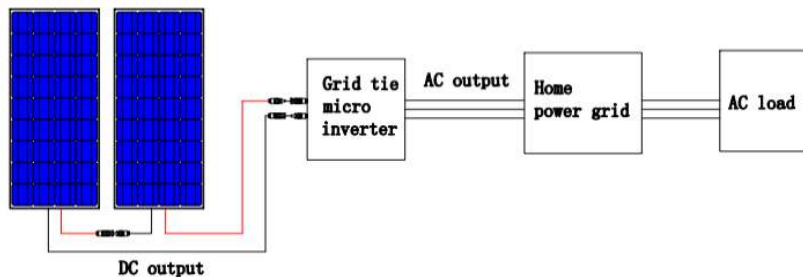 Grid tie
micro
inverter
AC output
Home
power grid
AC load
DC output